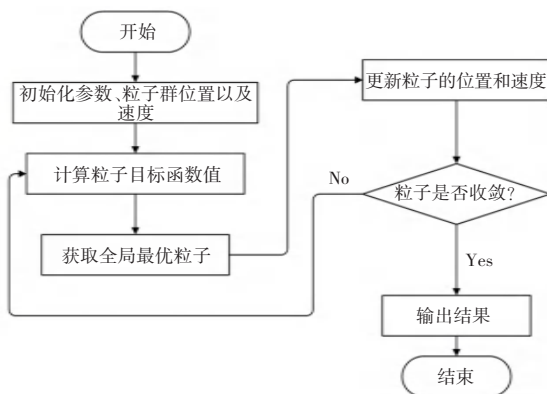 开始
初始化参数、粒子群位置以及
速度
计算粒子目标函数值
获取全局最优粒子
更新粒子的位置和速度
粒子是否收敛?
No
Yes
输出结果
结束